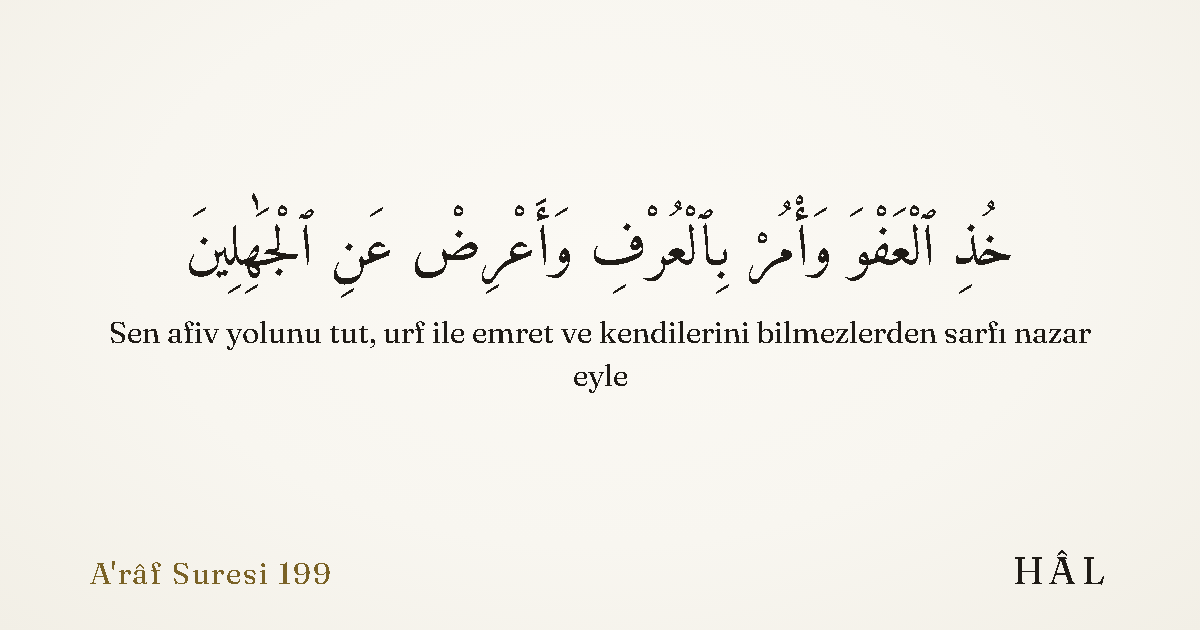 خُذِ ٱلْعَفْوَ وَأْمُرْ بِٱلْعُرْفِ وَأَعْرِضْ عَنِ ٱلْجَٰهِلِينَ
Sen afiv yolunu tut, urf ile emret ve kendilerini bilmezlerden sarfı nazar
eyle
A'râf Suresi 199
HÂL